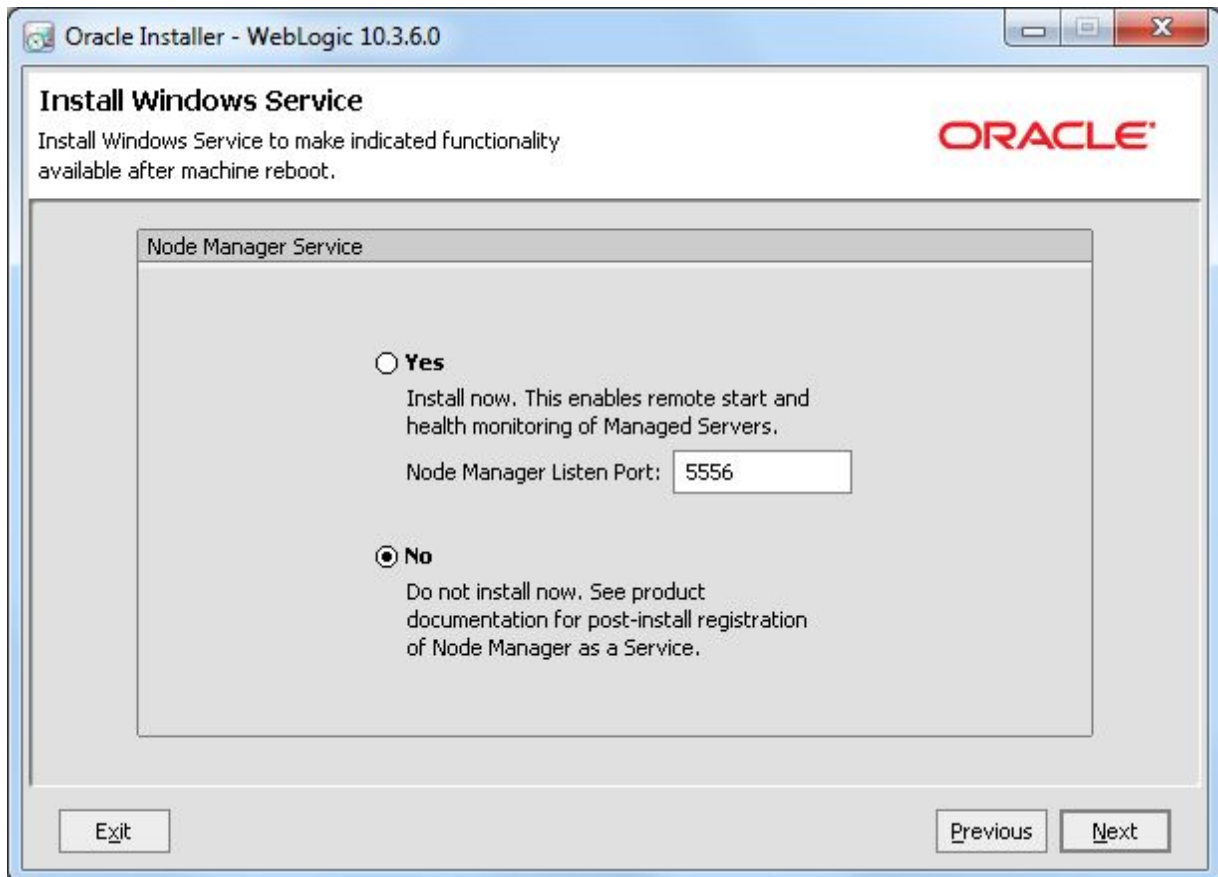 Oracle Installer - WebLogic 10.3.6.0
Install Windows Service
Install Windows Service to make indicated functionality
available after machine reboot.
ORACLE
Node Manager Service
Yes
Install now. This enables remote start and
health monitoring of Managed Servers.
Node Manager Listen Port: 5556
No
Do not install now. See product
documentation for post-install registration
of Node Manager as a Service.
Exit
Previous
Next